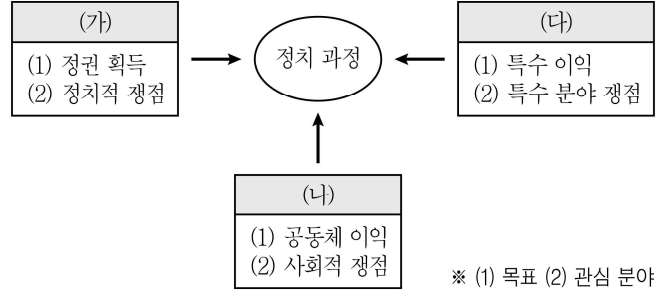 (가)
(1) 정권 획득
(2) 정치적 쟁점
정치 과정
(다)
(1) 특수 이익
(2) 특수 분야 쟁점
(나)
(1) 공동체 이익
(2) 사회적 쟁점
※ (1) 목표 (2) 관심 분야